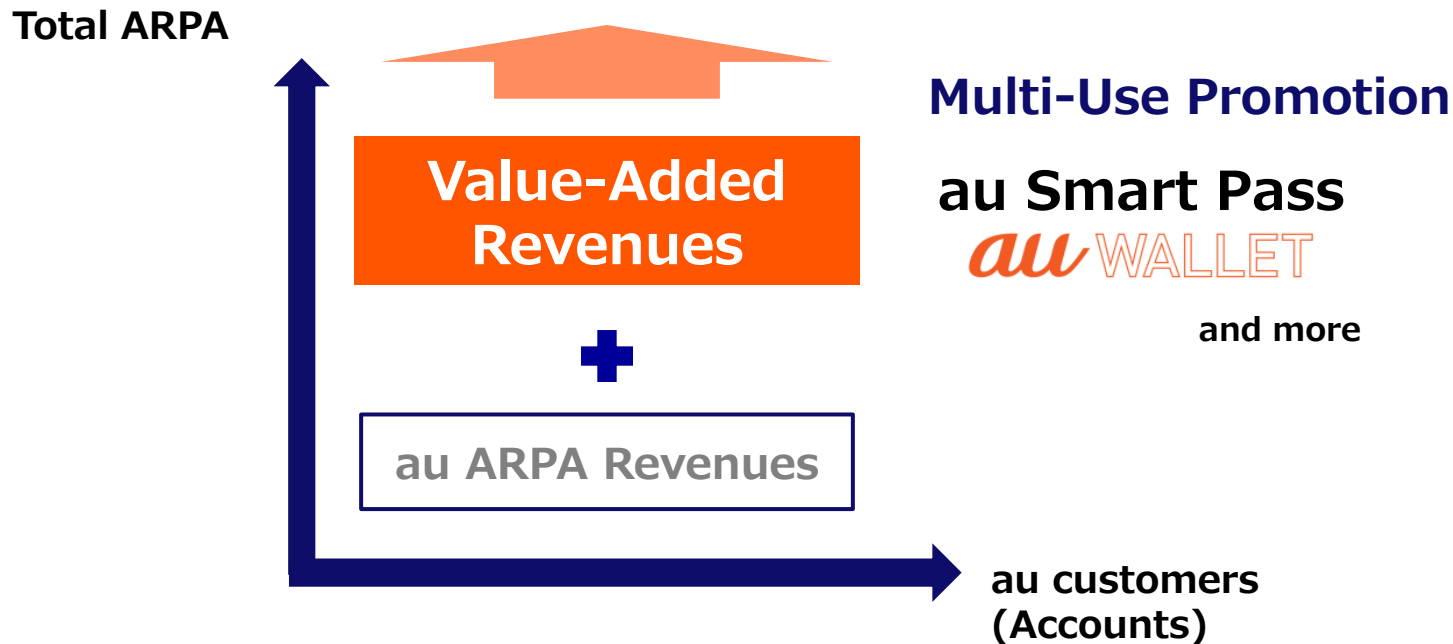 Total ARPA
Multi-Use Promotion
Value-Added
Revenues
au Smart Pass
au WALLET
and more
au ARPA Revenues
au customers
(Accounts)